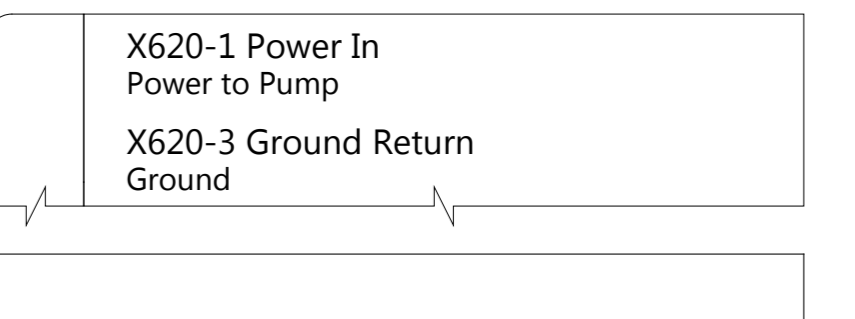 X620-1 Power In
Power to Pump
X620-3 Ground Return
Ground